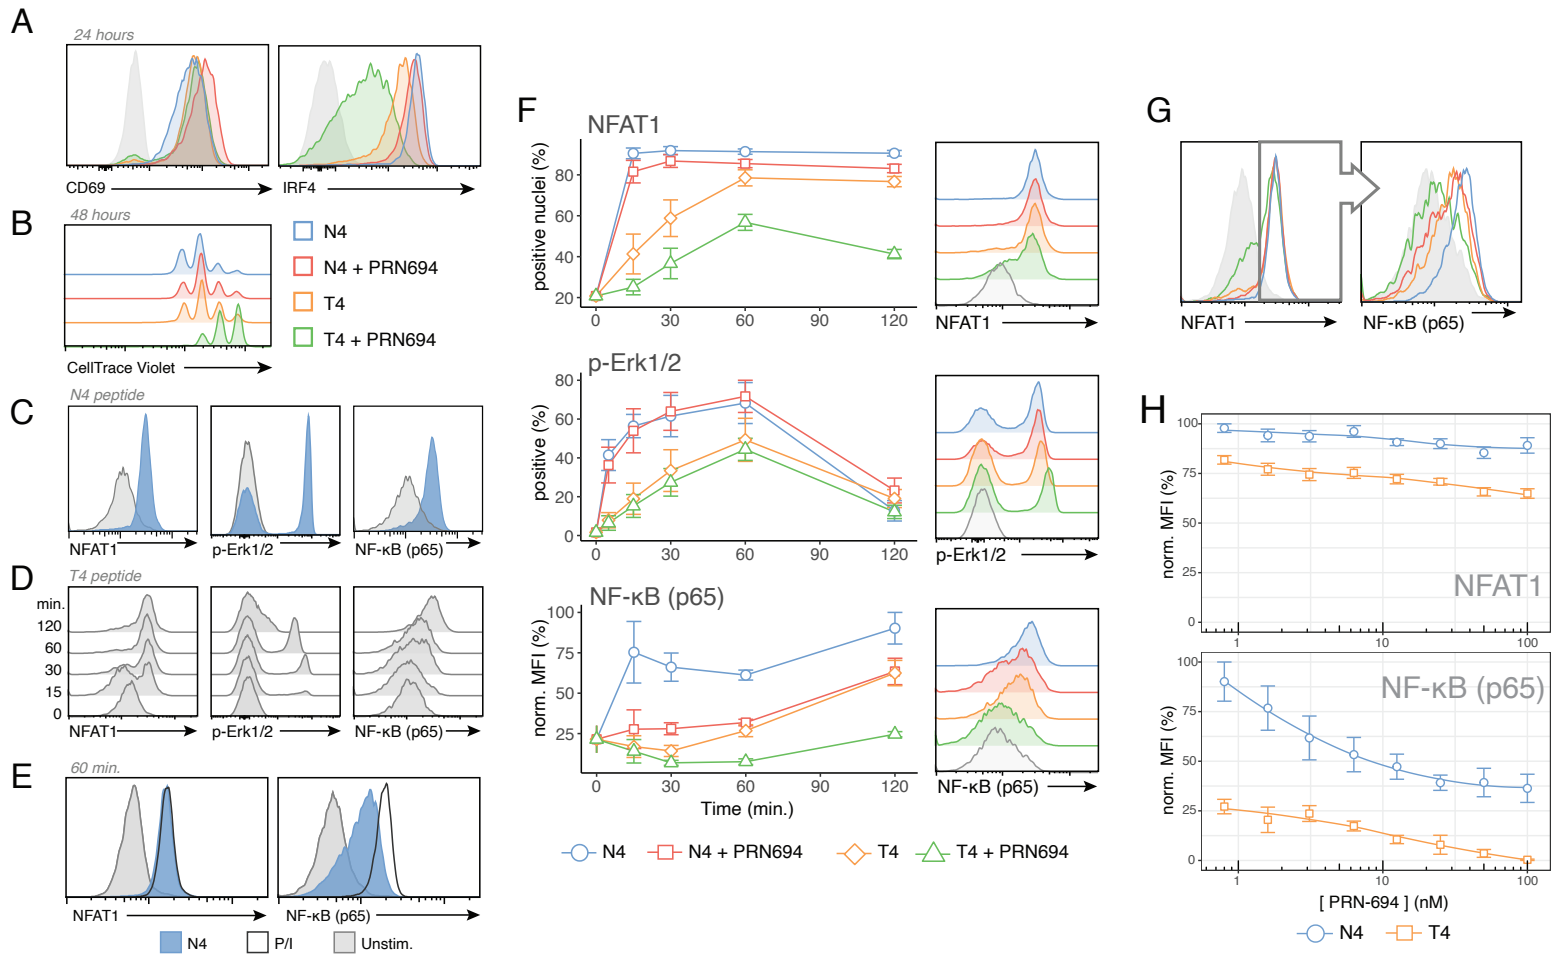 A
24 hours
CD69
IRF4
B
48 hours
CellTrace Violet
N4
N4 + PRN694
T4
T4 + PRN694
C
N4 peptide
NFAT1
p-Erk1/2
NF-κB (p65)
D
T4 peptide
min.
120
60
30
15
0
NFAT1
p-Erk1/2
NF-κB (p65)
E
60 min.
NFAT1
NF-κB (p65)
N4
P/I
Unstim.
F
NFAT1
positive nuclei (%)
80
60
40
20
0
30
60
90
120
NFAT1
p-Erk1/2
positive (%)
80
60
40
20
0
0
30
60
90
120
p-Erk1/2
NF-κB (p65)
norm. MFI (%)
100
75
50
25
0
30
60
90
120
Time (min.)
NF-κB (p65)
N4
N4 + PRN694
T4
T4 + PRN694
G
NFAT1
NF-κB (p65)
H
norm. MFI (%)
100
75
50
25
0
NFAT1
1
10
100
norm. MFI (%)
100
75
50
25
0
NF-κB (p65)
1
10
100
[ PRN-694 ] (nM)
N4
T4